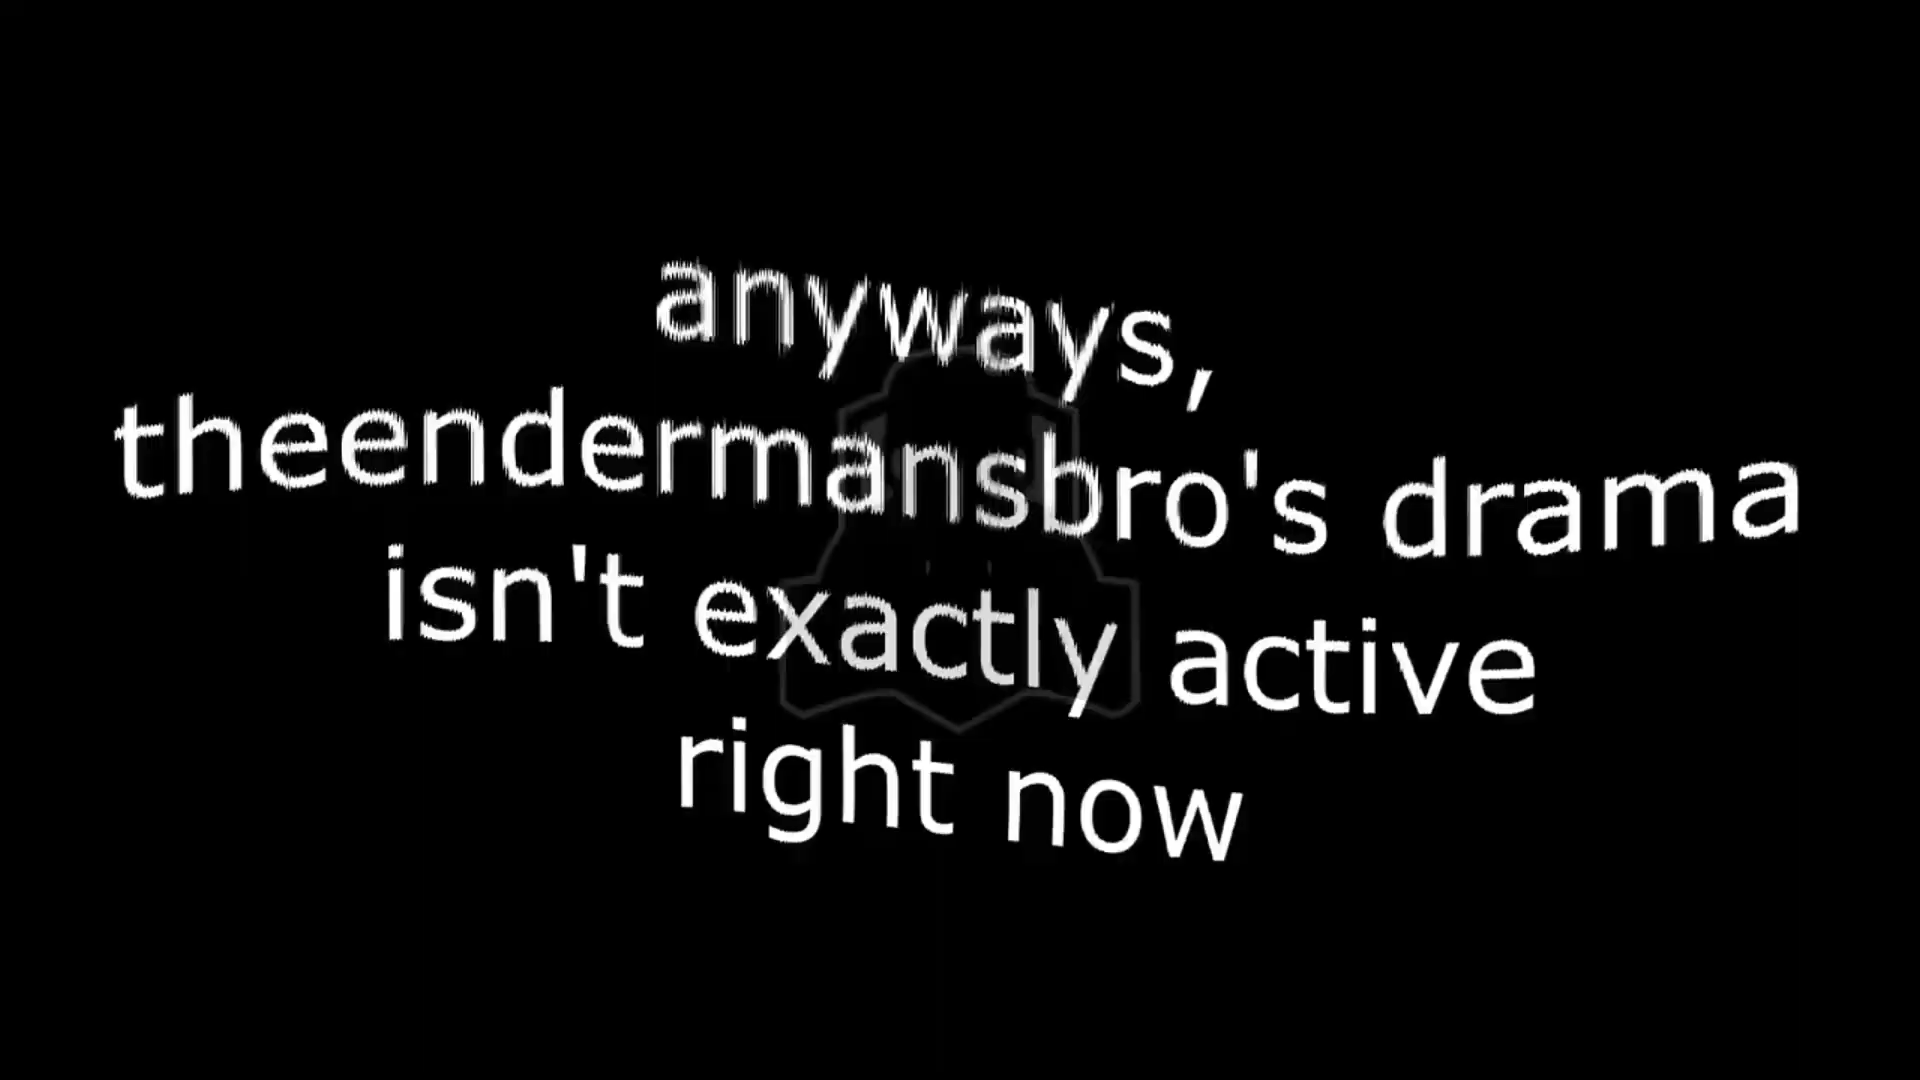 anyways,
theendermansbro's drama
isn't exactly active
right now